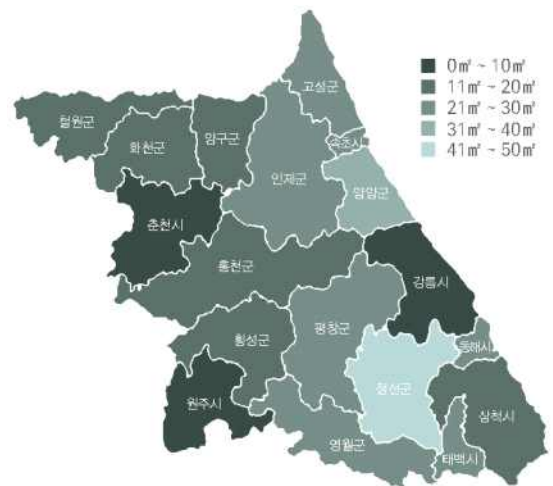 고성군
0㎡ ~ 10㎡
11㎡ ~ 20㎡
21㎡ ~ 30㎡
31㎡ ~ 40㎡
41㎡ ~ 50㎡
철원군
화천군
양구군
속초시
인제군
양양군
춘천시
홍천군
강릉시
평창군
횡성군
동해시
정선군
원주시
삼척시
영월군
태백시